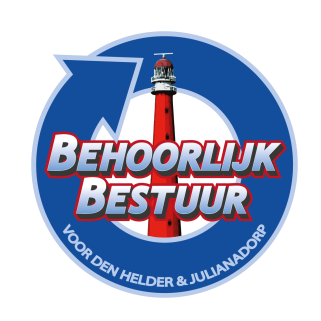 BEHOORLIJK
BESTUUR
VOOR DEN HELDER & JULIANADORP